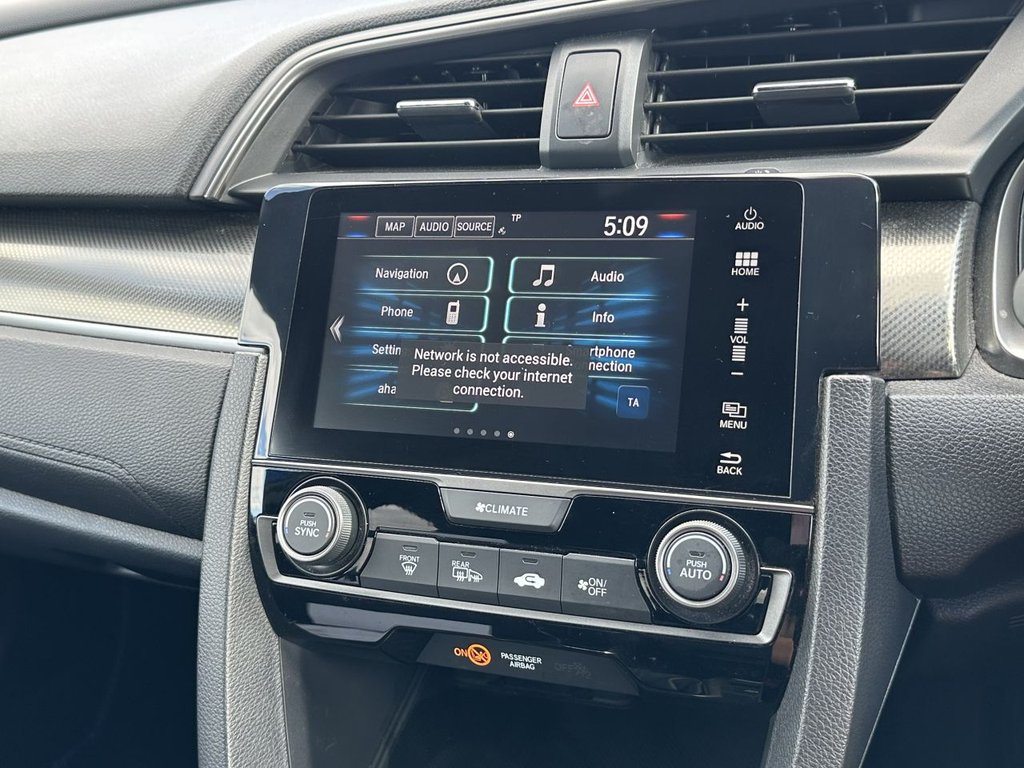 MAP AUDIO SOURCE TP 5:09
Navigation Audio
Phone Info
Network is not accessible.
Please check your internet
connection.
TA
AUDIO
HOME
+
VOL
−
MENU
BACK
CLIMATE
PUSH
SYNC
FRONT
REAR
ON/
OFF
PUSH
AUTO
ON
PASSENGER
AIRBAG
OFF